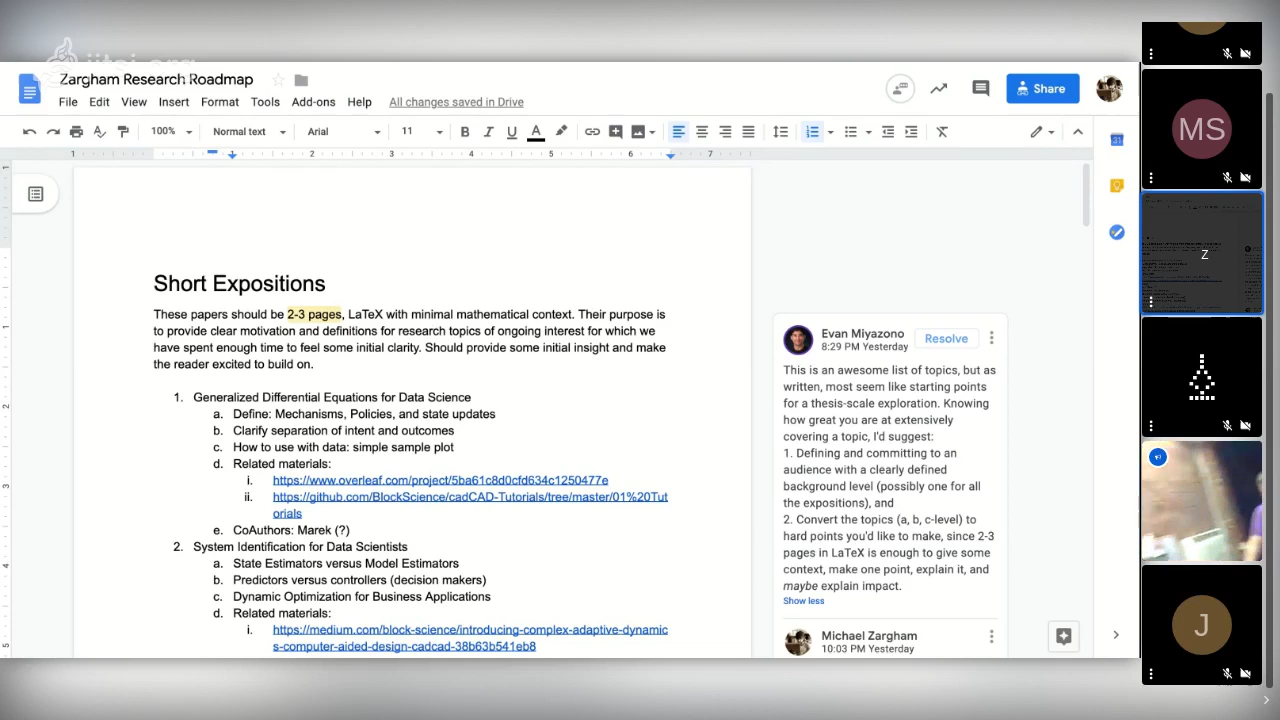 jitsi.org
Zargham Research Roadmap
File Edit View Insert Format Tools Add-ons Help All changes saved in Drive
Share
100% Normal text Arial 11
1 1 2 3 4 5 6 7
Short Expositions
These papers should be 2-3 pages, LaTeX with minimal mathematical context. Their purpose is
to provide clear motivation and definitions for research topics of ongoing interest for which we
have spent enough time to feel some initial clarity. Should provide some initial insight and make
the reader excited to build on.
1. Generalized Differential Equations for Data Science
a. Define: Mechanisms, Policies, and state updates
b. Clarify separation of intent and outcomes
c. How to use with data: simple sample plot
d. Related materials:
i. https://www.overleaf.com/project/5ba61c8d0cfd634c1250477e
ii. https://github.com/BlockScience/cadCAD-Tutorials/tree/master/01%20Tut
orials
e. CoAuthors: Marek (?)
2. System Identification for Data Scientists
a. State Estimators versus Model Estimators
b. Predictors versus controllers (decision makers)
c. Dynamic Optimization for Business Applications
d. Related materials:
i. https://medium.com/block-science/introducing-complex-adaptive-dynamic
s-computer-aided-design-cadcad-38b63b541eb8
Evan Miyazono
8:29 PM Yesterday
Resolve
This is an awesome list of topics, but as
written, most seem like starting points
for a thesis-scale exploration. Knowing
how great you are at extensively
covering a topic, I'd suggest:
1. Defining and committing to an
audience with a clearly defined
background level (possibly one for all
the expositions), and
2. Convert the topics (a, b, c-level) to
hard points you'd like to make, since 2-3
pages in LaTeX is enough to give some
context, make one point, explain it, and
maybe explain impact.
Show less
Michael Zargham
10:03 PM Yesterday
31
MS
Z
J